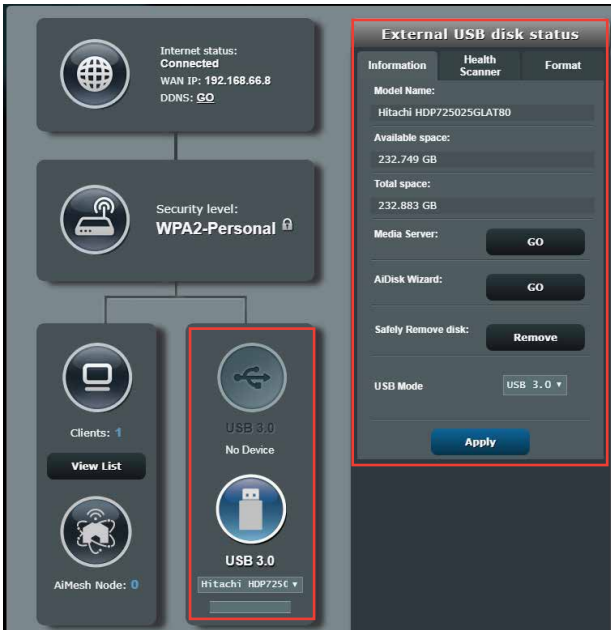 Internet status:
Connected
WAN IP: 192.168.66.8
DDNS: GO
Security level:
WPA2-Personal
Clients: 1
View List
AiMesh Node: 0
USB 3.0
No Device
USB 3.0
Hitachi HDP725C
External USB disk status
Information
Health Scanner
Format
Model Name:
Hitachi HDP725025GLAT80
Available space:
232.749 GB
Total space:
232.883 GB
Media Server:
GO
AiDisk Wizard:
GO
Safely Remove disk:
Remove
USB Mode
USB 3.0
Apply